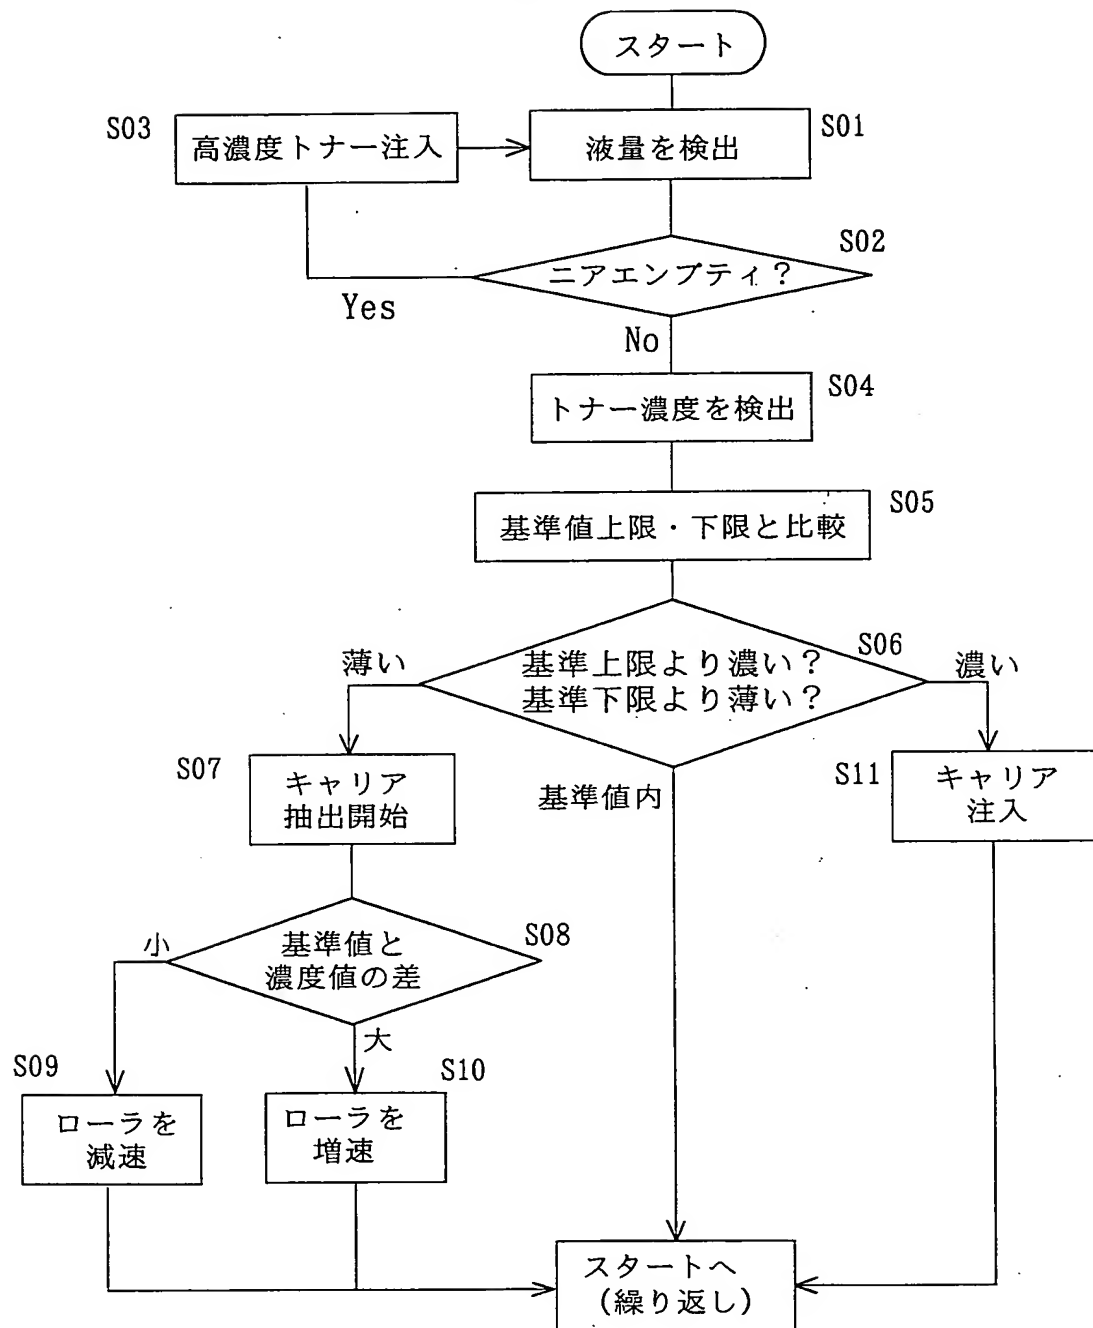 スタート
S03
高濃度トナー注入
液量を検出
S01
S02
ニアエンプティ?
Yes
No
S04
トナー濃度を検出
S05
基準値上限・下限と比較
S06
薄い
基準上限より濃い?
基準下限より薄い?
濃い
S07
キャリア
抽出開始
基準値内
S11
キャリア
注入
S08
小
基準値と
濃度値の差
大
S09
ローラを
減速
S10
ローラを
増速
スタートへ
(繰り返し)